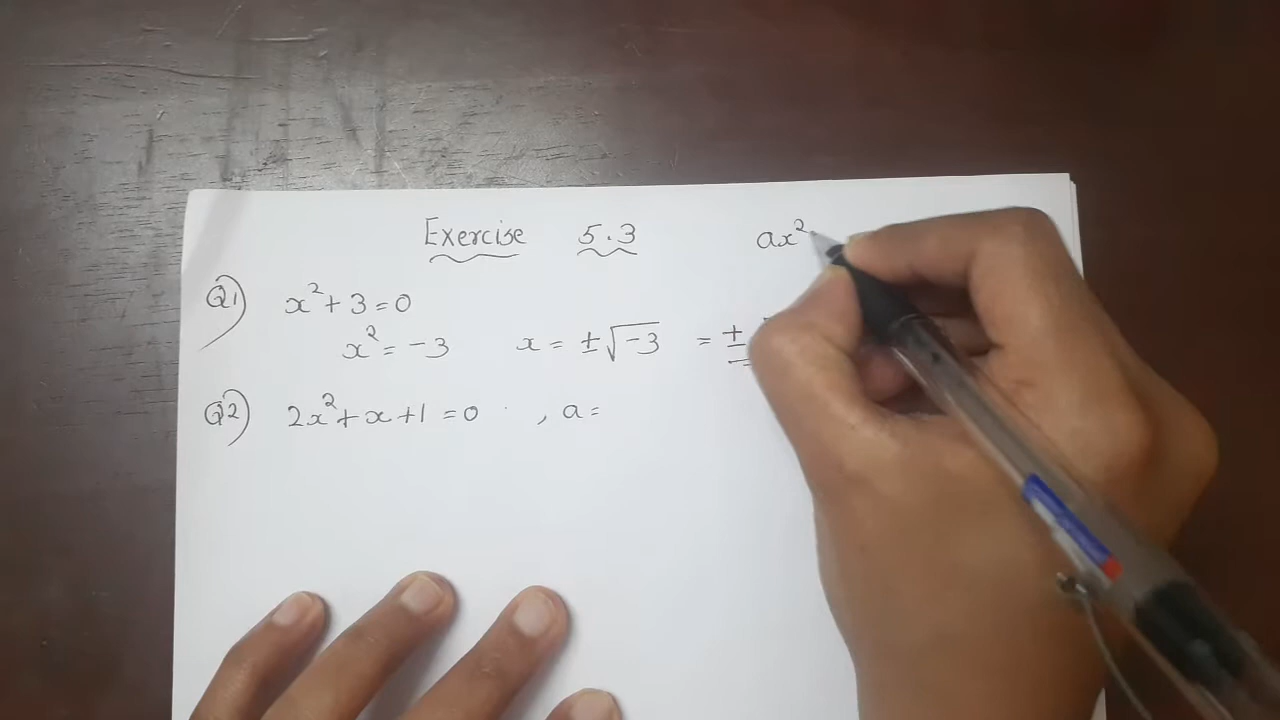 Exercise 5.3 ax²
Q1) x² + 3 = 0
x² = -3 x = ±√-3 = ±
Q2) 2x² + x + 1 = 0 , a =